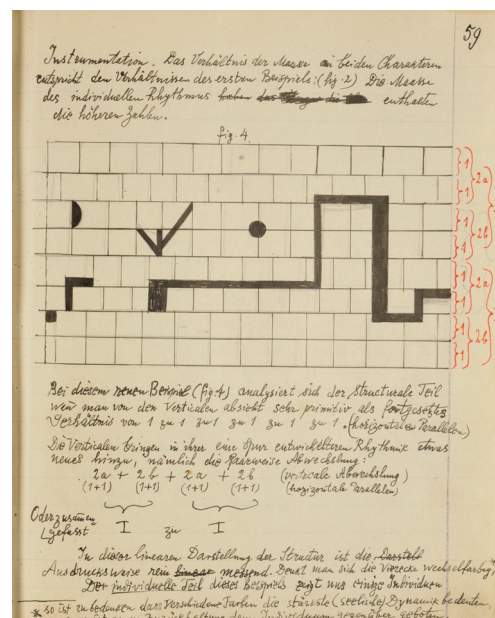 59
Instrumentation. Das Verhältnis der Maasse in beiden Charakteren
entspricht den Verhältnissen des ersten Beispiels: (fig. 2) Die Maasse
des individuellen Rhythmus enthalten
die höheren Zahlen.
fig. 4.
1
1
2a
1
1
2b
1
1
2a
1
1
2b
Bei diesem neuen Beispiel (fig 4) analysiert sich der Structurale Teil
wen man von den Verticalen absieht sehr primitiv als fortgesetztes
Verhältnis von 1 zu 1 zu 1 zu 1 zu 1 zu 1 (horizontale Parallelen)
Die Verticalen bringen in ihrer eine Spur entwickelteren Rhythmik etwas
neues hinzu, nämlich die paarweise Abwechslung:
2a + 2b + 2a + 2b (verticale Abwechslung)
(1+1) (1+1) (1+1) (1+1) (horizontale Parallelen)
Oder zusammen
gefasst I zu I
In dieser linearen Darstellung der Structur ist die Darstell
Ausdrucksweise rein linear messend. Denkt man sich die Vierecke wechselfarbig,*
Der individuelle Teil dieses Beispiels zeigt uns einige Individuen
* so ist zu bedenken dass verschiedene Farben die stärkste (seelische) Dynamik bedeuten,